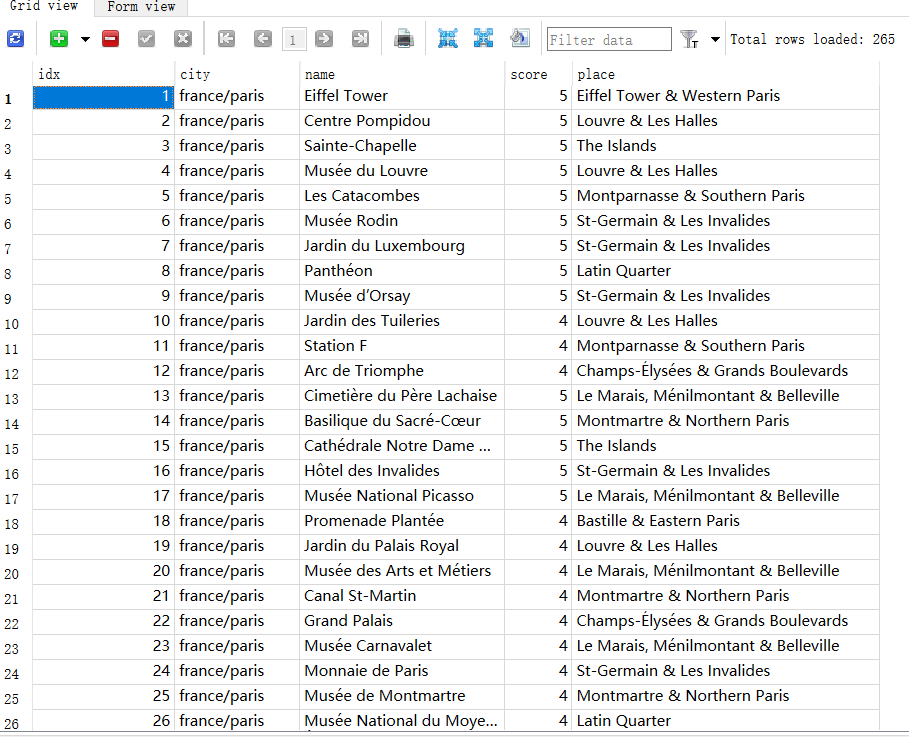 Grid view Form view
1 Filter data Total rows loaded: 265
idx city name score place
1 1 france/paris Eiffel Tower 5 Eiffel Tower & Western Paris
2 2 france/paris Centre Pompidou 5 Louvre & Les Halles
3 3 france/paris Sainte-Chapelle 5 The Islands
4 4 france/paris Musée du Louvre 5 Louvre & Les Halles
5 5 france/paris Les Catacombes 5 Montparnasse & Southern Paris
6 6 france/paris Musée Rodin 5 St-Germain & Les Invalides
7 7 france/paris Jardin du Luxembourg 5 St-Germain & Les Invalides
8 8 france/paris Panthéon 5 Latin Quarter
9 9 france/paris Musée d’Orsay 5 St-Germain & Les Invalides
10 10 france/paris Jardin des Tuileries 4 Louvre & Les Halles
11 11 france/paris Station F 4 Montparnasse & Southern Paris
12 12 france/paris Arc de Triomphe 4 Champs-Élysées & Grands Boulevards
13 13 france/paris Cimetière du Père Lachaise 5 Le Marais, Ménilmontant & Belleville
14 14 france/paris Basilique du Sacré-Cœur 5 Montmartre & Northern Paris
15 15 france/paris Cathédrale Notre Dame ... 5 The Islands
16 16 france/paris Hôtel des Invalides 5 St-Germain & Les Invalides
17 17 france/paris Musée National Picasso 5 Le Marais, Ménilmontant & Belleville
18 18 france/paris Promenade Plantée 4 Bastille & Eastern Paris
19 19 france/paris Jardin du Palais Royal 4 Louvre & Les Halles
20 20 france/paris Musée des Arts et Métiers 4 Le Marais, Ménilmontant & Belleville
21 21 france/paris Canal St-Martin 4 Montmartre & Northern Paris
22 22 france/paris Grand Palais 4 Champs-Élysées & Grands Boulevards
23 23 france/paris Musée Carnavalet 4 Le Marais, Ménilmontant & Belleville
24 24 france/paris Monnaie de Paris 4 St-Germain & Les Invalides
25 25 france/paris Musée de Montmartre 4 Montmartre & Northern Paris
26 26 france/paris Musée National du Moye... 4 Latin Quarter